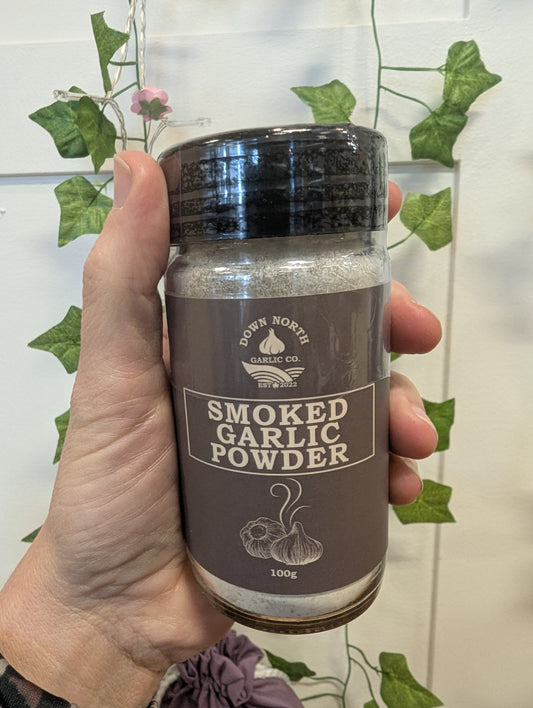 DOWN NORTH
GARLIC CO.
EST 2022
SMOKED
GARLIC
POWDER
100g